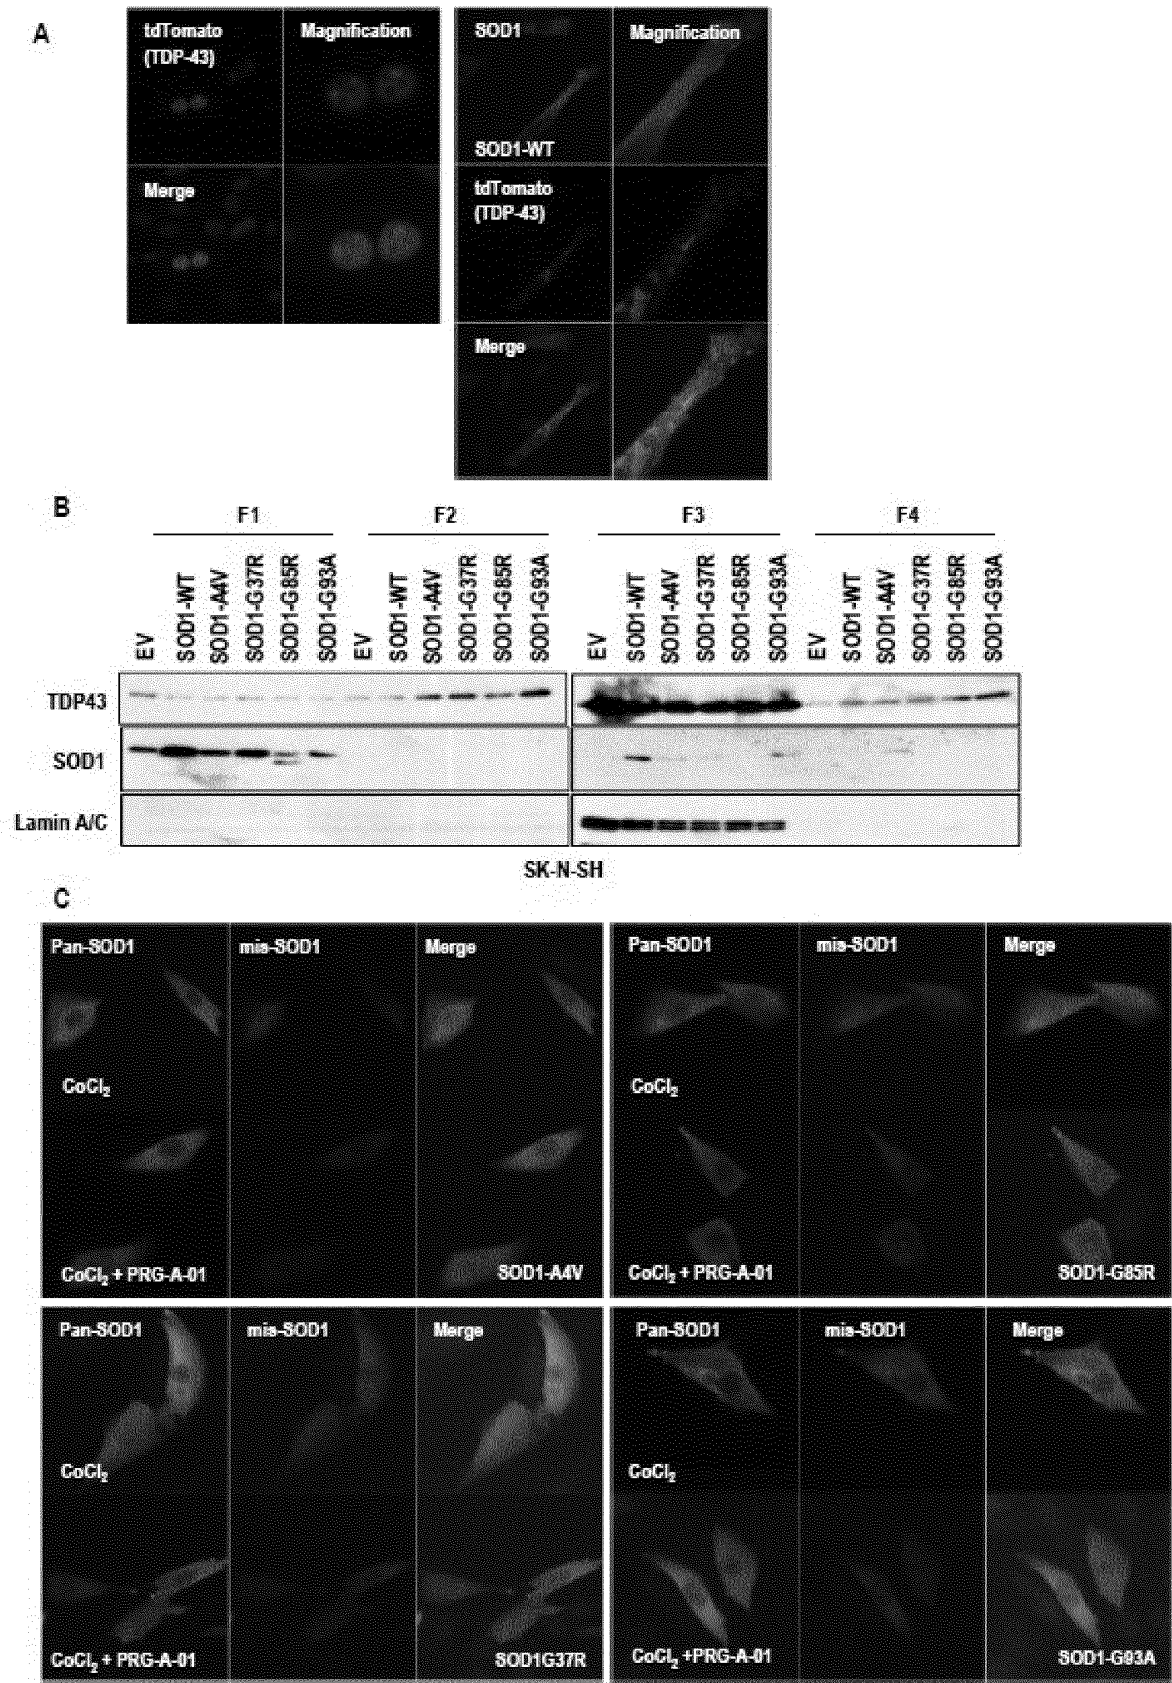 A
tdTomato
(TDP-43)
Magnification
Merge
SOD1
Magnification
SOD1-WT
tdTomato
(TDP-43)
Merge
B
F1
F2
F3
F4
EV
SOD1-WT
SOD1-A4V
SOD1-G37R
SOD1-G85R
SOD1-G93A
EV
SOD1-WT
SOD1-A4V
SOD1-G37R
SOD1-G85R
SOD1-G93A
EV
SOD1-WT
SOD1-A4V
SOD1-G37R
SOD1-G85R
SOD1-G93A
EV
SOD1-WT
SOD1-A4V
SOD1-G37R
SOD1-G85R
SOD1-G93A
TDP43
SOD1
Lamin A/C
SK-N-SH
C
Pan-SOD1
mis-SOD1
Merge
CoCl₂
CoCl₂ + PRG-A-01
SOD1-A4V
Pan-SOD1
mis-SOD1
Merge
CoCl₂
CoCl₂ + PRG-A-01
SOD1-G85R
Pan-SOD1
mis-SOD1
Merge
CoCl₂
CoCl₂ + PRG-A-01
SOD1G37R
Pan-SOD1
mis-SOD1
Merge
CoCl₂
CoCl₂ +PRG-A-01
SOD1-G93A